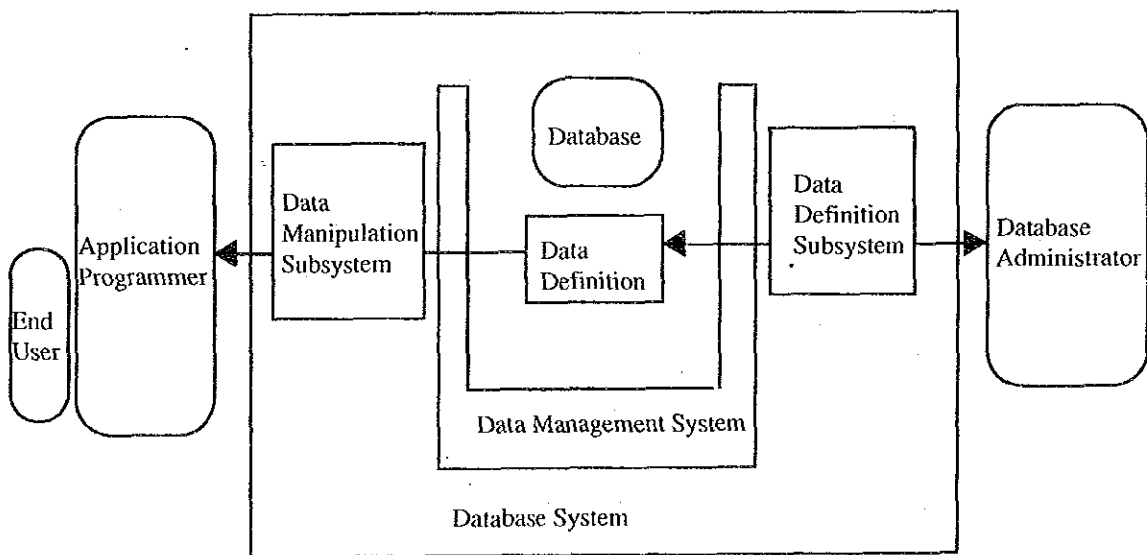 End
User
Application
Programmer
Data
Manipulation
Subsystem
Database
Data
Definition
Data
Definition
Subsystem
Database
Administrator
Data Management System
Database System